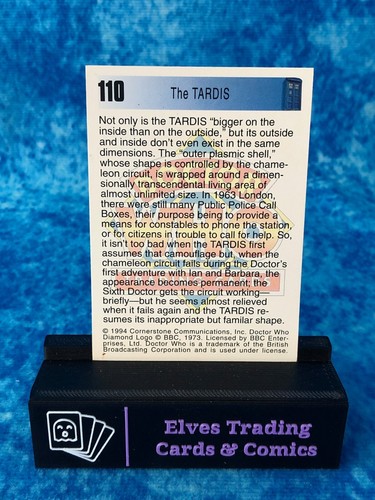 110
The TARDIS
Not only is the TARDIS "bigger on the
inside than on the outside," but its outside
and inside don't even exist in the same
dimensions. The "outer plasmic shell,"
whose shape is controlled by the chame-
leon circuit, is wrapped around a dimen-
sionally transcendental living area of
almost unlimited size. In 1963 London,
there were still many Public Police Call
Boxes, their purpose being to provide a
means for constables to phone the station,
or for citizens in trouble to call for help. So,
it isn't too bad when the TARDIS first
assumes that camouflage but, when the
chameleon circuit fails during the Doctor's
first adventure with Ian and Barbara, the
appearance becomes permanent; the
Sixth Doctor gets the circuit working—
briefly—but he seems almost relieved
when it fails again and the TARDIS re-
sumes its inappropriate but familar shape.
© 1994 Cornerstone Communications, Inc. Doctor Who
Diamond Logo © BBC, 1973. Licensed by BBC Enter-
prises, Ltd. Doctor Who is a trademark of the British
Broadcasting Corporation and is used under license.
Elves Trading
Cards & Comics